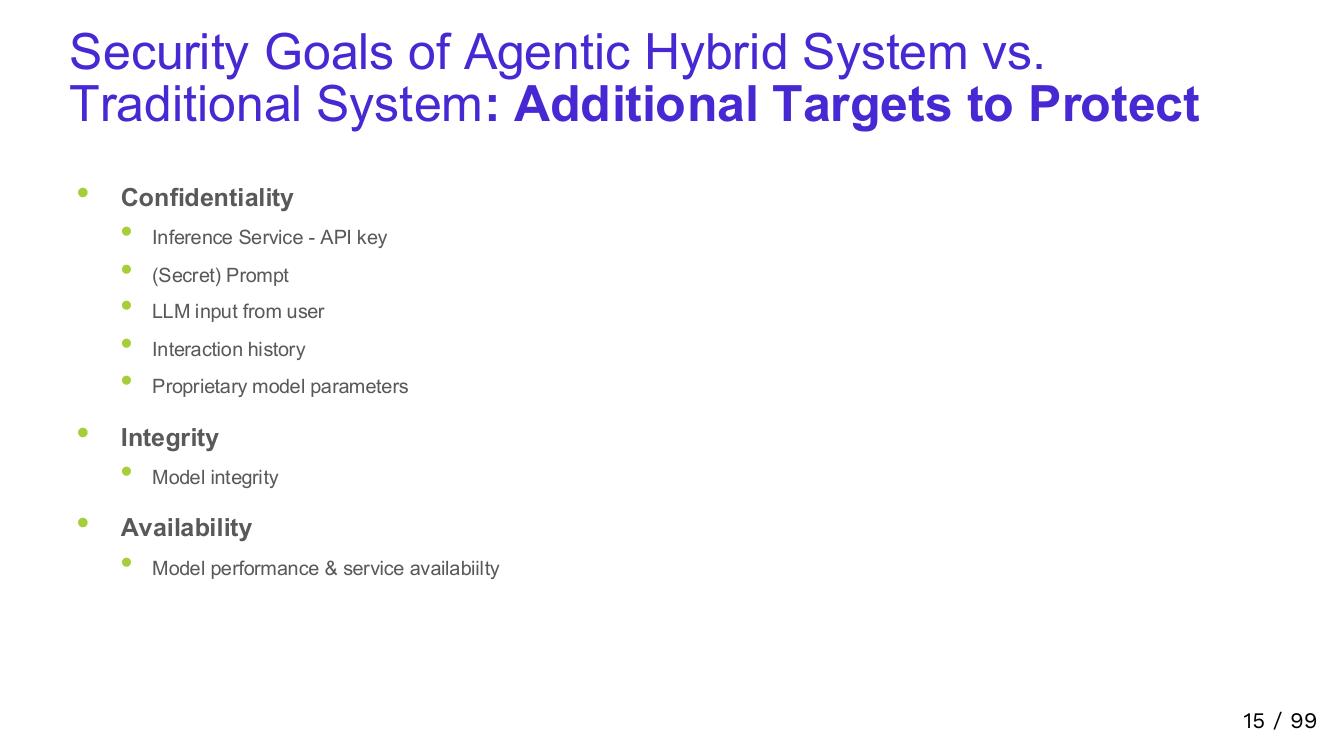 Security Goals of Agentic Hybrid System vs.
Traditional System: Additional Targets to Protect
• Confidentiality
• Inference Service - API key
• (Secret) Prompt
• LLM input from user
• Interaction history
• Proprietary model parameters
• Integrity
• Model integrity
• Availability
• Model performance & service availabiilty
15 / 99